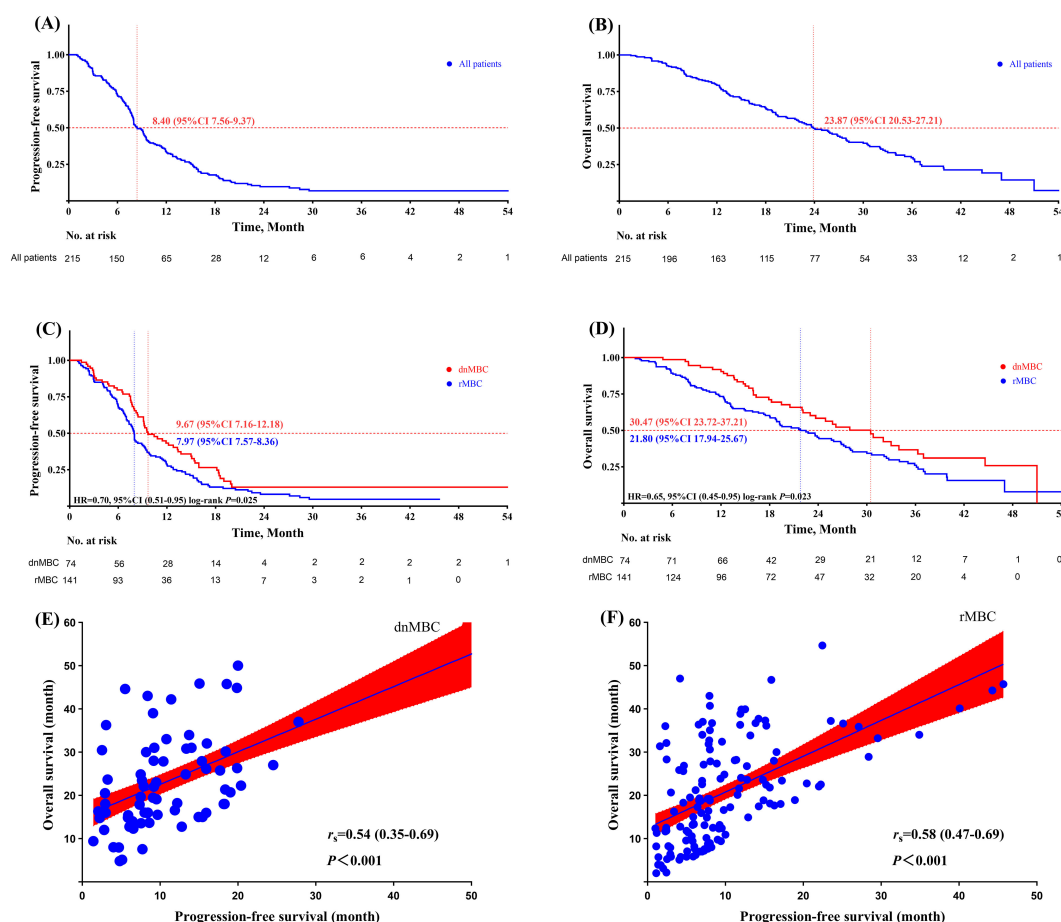 (A)
Progression-free survival
1.00
0.75
0.50
0.25
All patients
8.40 (95%CI 7.56-9.37)
0 6 12 18 24 30 36 42 48 54
Time, Month
No. at risk
All patients 215 150 65 28 12 6 6 4 2 1
(B)
Overall survival
1.00
0.75
0.50
0.25
All patients
23.87 (95%CI 20.53-27.21)
0 6 12 18 24 30 36 42 48 54
Time, Month
No. at risk
All patients 215 196 163 115 77 54 33 12 2 1
(C)
Progression-free survival
1.00
0.75
0.50
0.25
dnMBC
rMBC
9.67 (95%CI 7.16-12.18)
7.97 (95%CI 7.57-8.36)
HR=0.70, 95%CI (0.51-0.95) log-rank P=0.025
0 6 12 18 24 30 36 42 48 54
Time, Month
No. at risk
dnMBC 74 56 28 14 4 2 2 2 2 1
rMBC 141 93 36 13 7 3 2 1 0
(D)
Overall survival
1.00
0.75
0.50
0.25
dnMBC
rMBC
30.47 (95%CI 23.72-37.21)
21.80 (95%CI 17.94-25.67)
HR=0.65, 95%CI (0.45-0.95) log-rank P=0.023
0 6 12 18 24 30 36 42 48 54
Time, Month
No. at risk
dnMBC 74 71 66 42 29 21 12 7 1 0
rMBC 141 124 96 72 47 32 20 4 0
(E)
dnMBC
Overall survival (month)
60
50
40
30
20
10
rs=0.54 (0.35-0.69)
P<0.001
0 10 20 30 40 50
Progression-free survival (month)
(F)
rMBC
Overall survival (month)
60
50
40
30
20
10
rs=0.58 (0.47-0.69)
P<0.001
0 10 20 30 40 50
Progression-free survival (month)